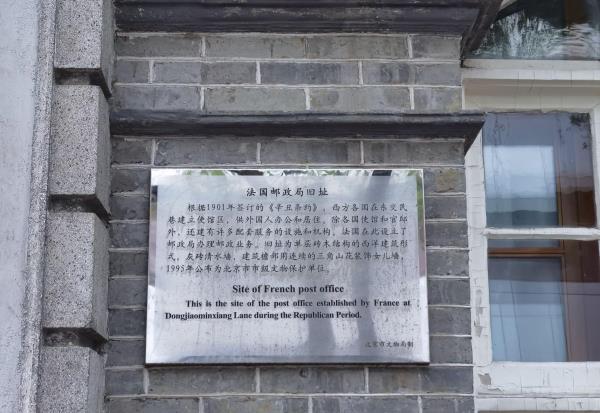 法国邮政局旧址
根据1901年签订的《辛丑条约》，西方各国在东交民
巷建立使馆区，供外国人办公和居住。除各国使馆和官邸
外，还建有许多配套服务的设施和机构。法国在此设立了
邮政局办理邮政业务。旧址为单层砖木结构的西洋建筑形
式，灰砖清水墙，建筑檐部用连续的三角山花装饰女儿墙，
1995年公布为北京市市级文物保护单位。
Site of French post office
This is the site of the post office established by France at
Dongjiaominxiang Lane during the Republican Period.
北京市文物局制